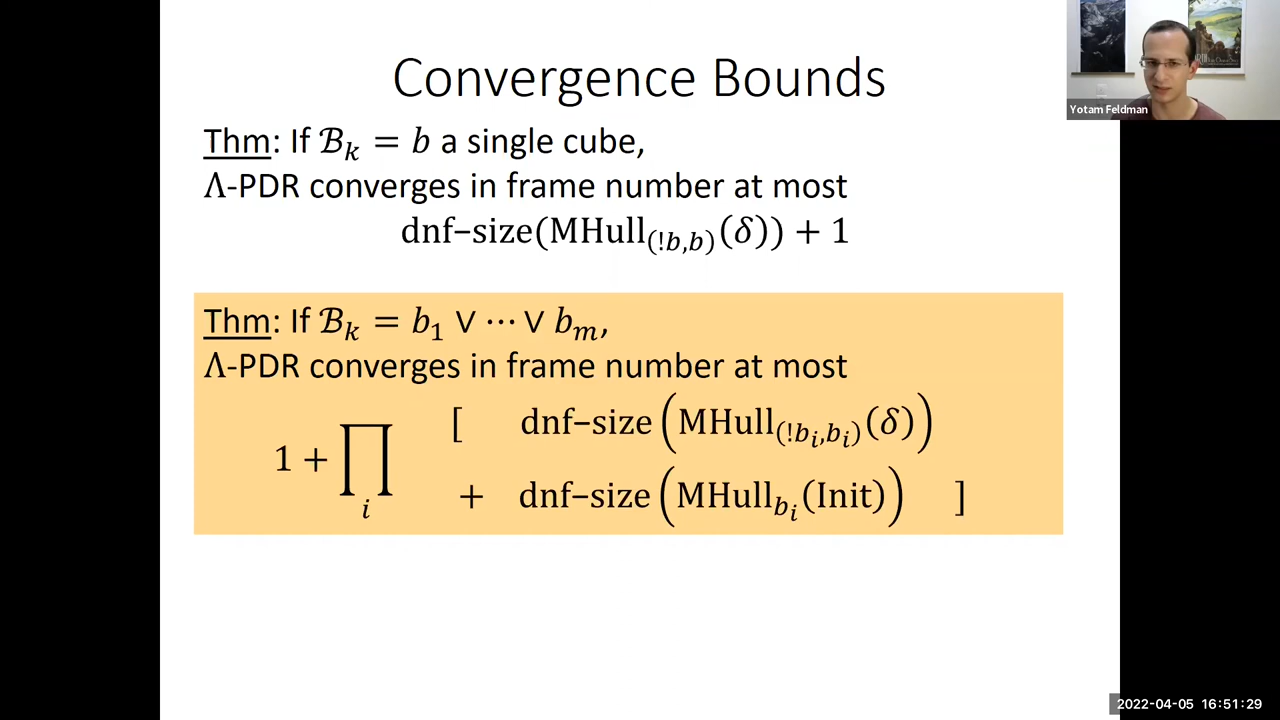 Convergence Bounds
Thm: If ℬₖ = b a single cube,
Λ-PDR converges in frame number at most
dnf−size(MHull₍!b,b₎(δ)) + 1
Thm: If ℬₖ = b₁ ∨ ⋯ ∨ bₘ,
Λ-PDR converges in frame number at most
1 + ∏ᵢ [ dnf−size(MHull_(!bᵢ,bᵢ)(δ))
+ dnf−size(MHull_bᵢ(Init)) ]
Yotam Feldman
2022-04-05 16:51:29